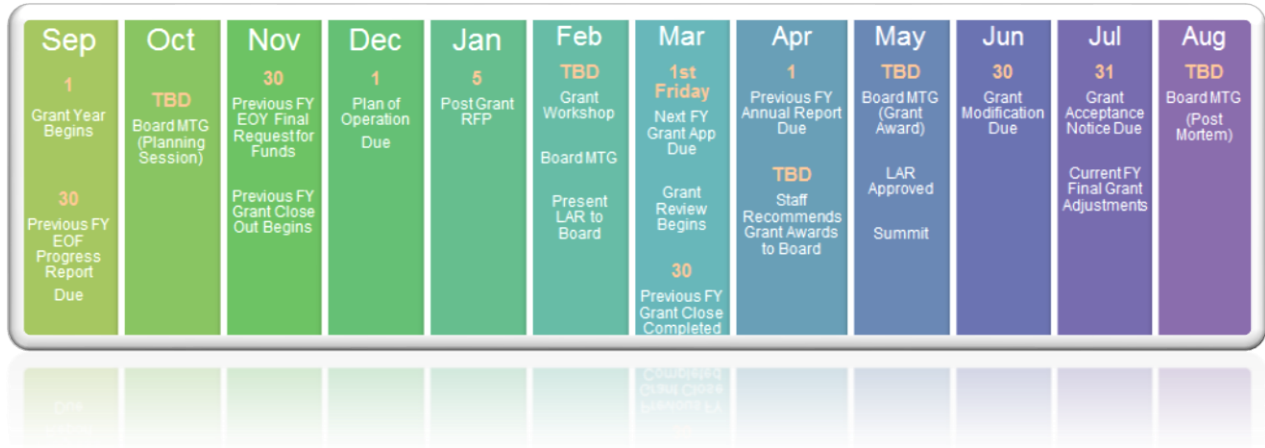 Sep
1
Grant Year
Begins
30
Previous FY
EOF
Progress
Report
Due
Oct
TBD
Board MTG
(Planning
Session)
Nov
30
Previous FY
EOY Final
Request for
Funds
Previous FY
Grant Close
Out Begins
Dec
1
Plan of
Operation
Due
Jan
5
Post Grant
RFP
Feb
TBD
Grant
Workshop
Board MTG
Present
LAR to
Board
Mar
1st
Friday
Next FY
Grant App
Due
Grant
Review
Begins
30
Previous FY
Grant Close
Completed
Apr
1
Previous FY
Annual Report
Due
TBD
Staff
Recommends
Grant Awards
to Board
May
TBD
Board MTG
(Grant
Award)
LAR
Approved
Summit
Jun
30
Grant
Modification
Due
Jul
31
Grant
Acceptance
Notice Due
Current FY
Final Grant
Adjustments
Aug
TBD
Board MTG
(Post
Mortem)